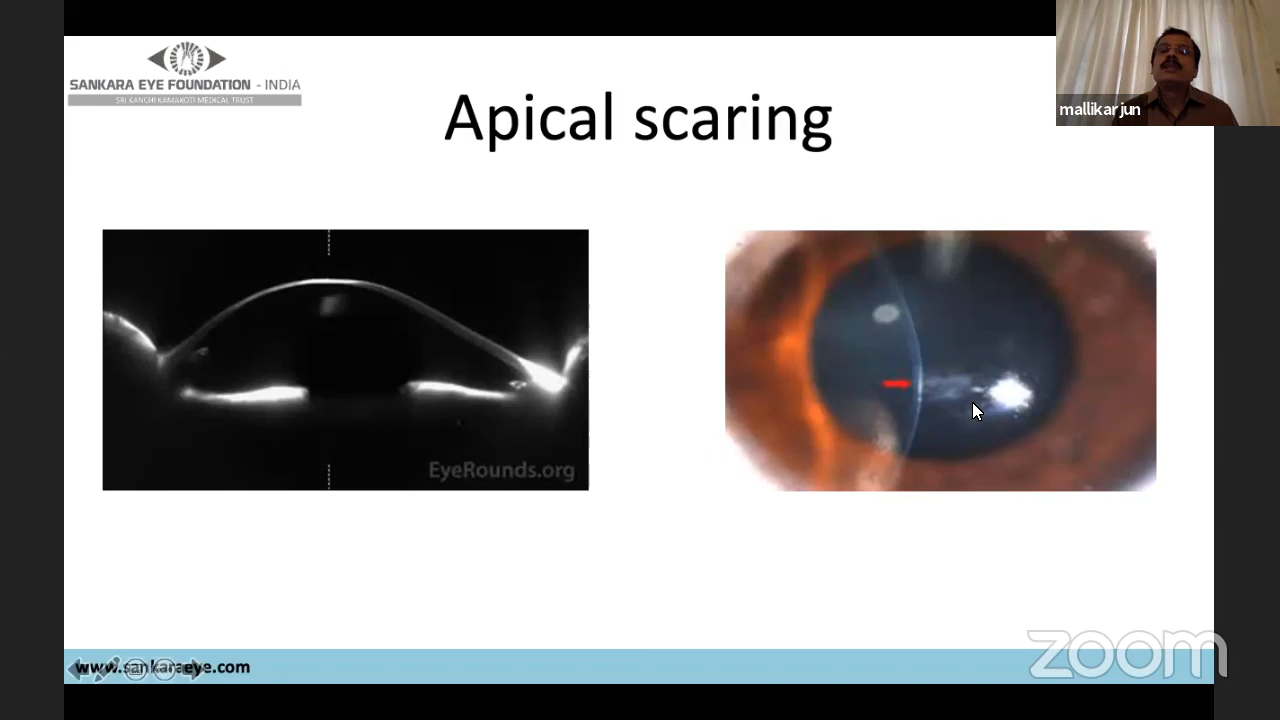 SANKARA EYE FOUNDATION - INDIA
SRI KANCHI KAMAKOTI MEDICAL TRUST
Apical scaring
mallikarjun
EyeRounds.org
www.sankaraeye.com
zoom